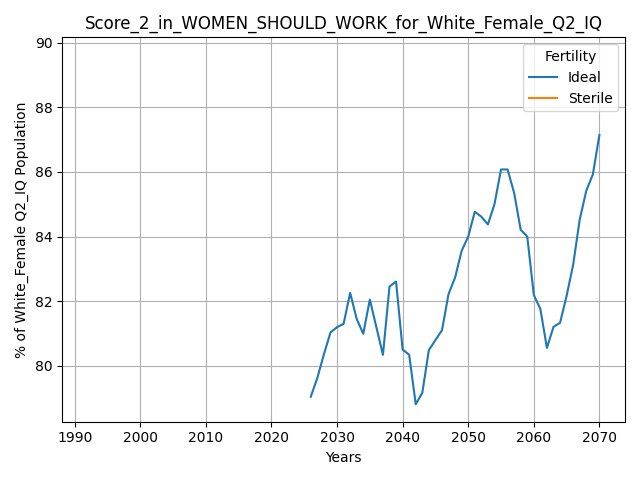 Score_2_in_WOMEN_SHOULD_WORK_for_White_Female_Q2_IQ
Fertility
Ideal
Sterile
% of White_Female Q2_IQ Population
90
88
86
84
82
80
1990 2000 2010 2020 2030 2040 2050 2060 2070
Years